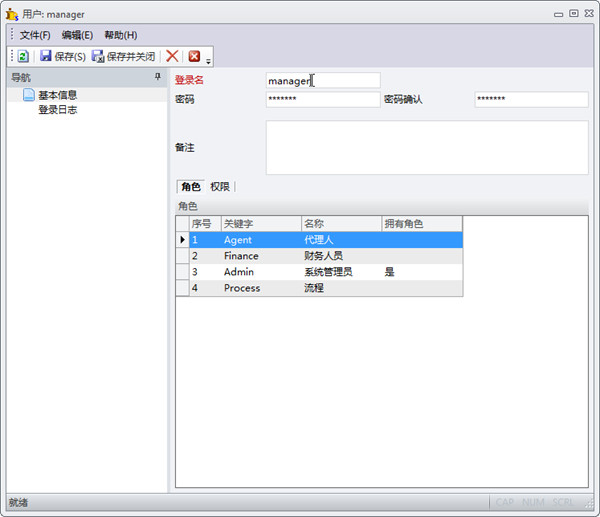 用户: manager
文件(F) 编辑(E) 帮助(H)
保存(S) 保存并关闭
导航
基本信息
登录日志
登录名 manager
密码 ******* 密码确认 *******
备注
角色 权限
角色
序号 关键字 名称 拥有角色
1 Agent 代理人
2 Finance 财务人员
3 Admin 系统管理员 是
4 Process 流程
就绪 CAP NUM SCRL